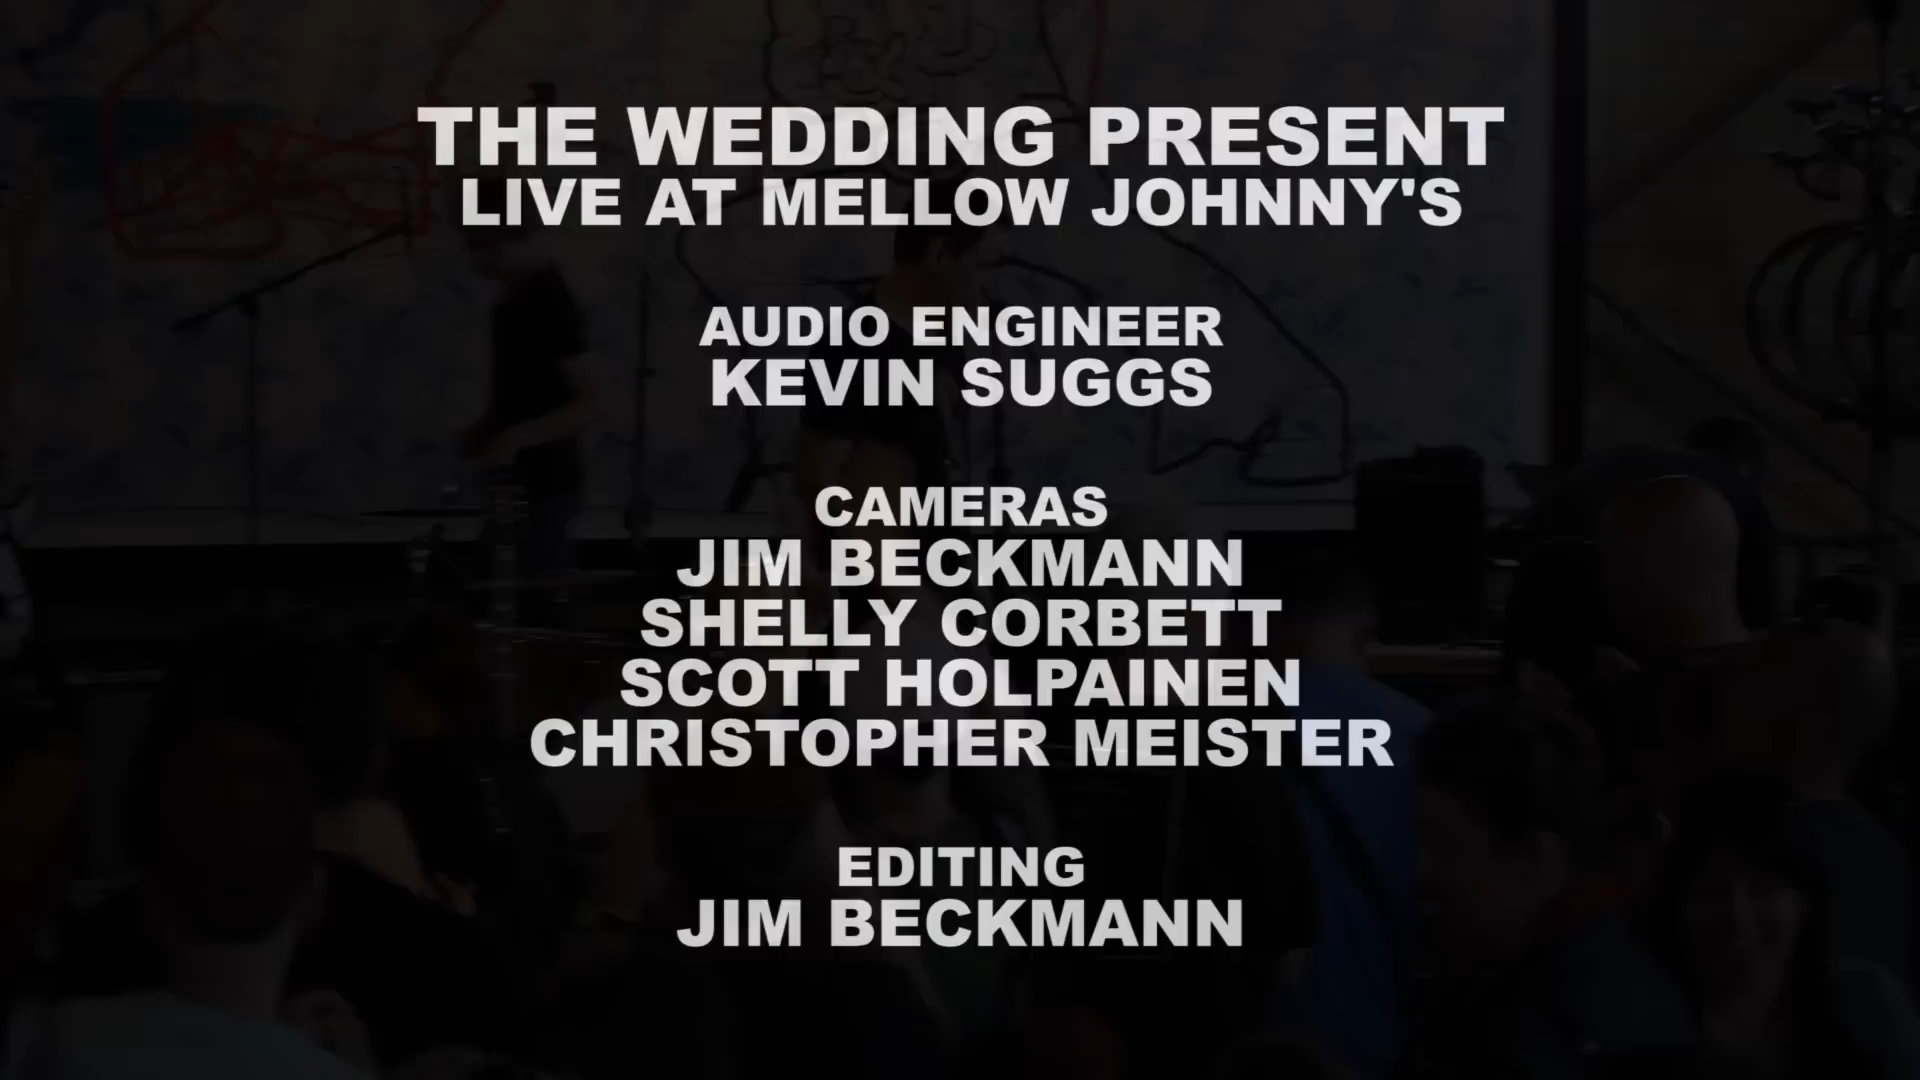 THE WEDDING PRESENT
LIVE AT MELLOW JOHNNY'S
AUDIO ENGINEER
KEVIN SUGGS
CAMERAS
JIM BECKMANN
SHELLY CORBETT
SCOTT HOLPAINEN
CHRISTOPHER MEISTER
EDITING
JIM BECKMANN